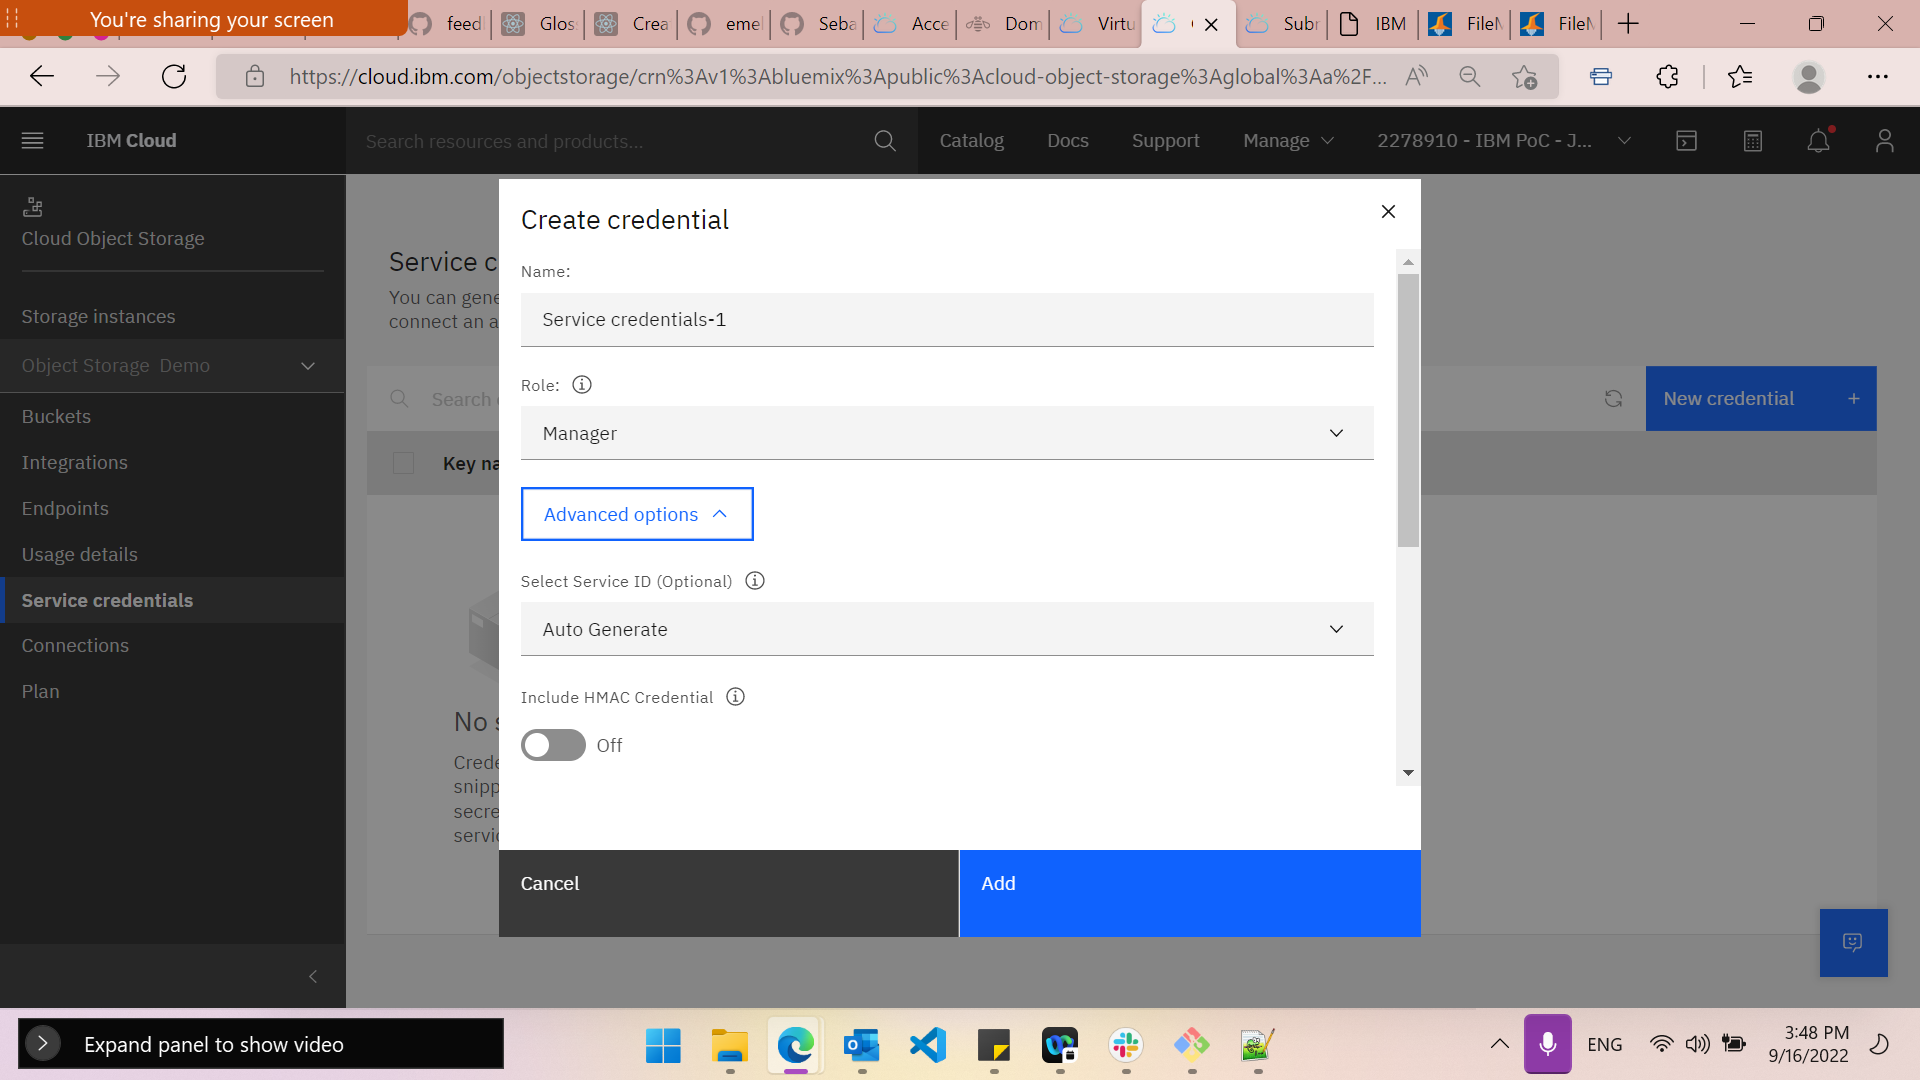 You're sharing your screen
feedl
Glos
Crea
emel
Seba
Acce
Dom
Virtu
Subr
IBM
FileM
FileM
https://cloud.ibm.com/objectstorage/crn%3Av1%3Abluemix%3Apublic%3Acloud-object-storage%3Aglobal%3Aa%2F...
IBM Cloud
Search resources and products...
Catalog
Docs
Support
Manage
2278910 - IBM PoC - J...
Cloud Object Storage
Storage instances
Object Storage Demo
Buckets
Integrations
Endpoints
Usage details
Service credentials
Connections
Plan
Service c
You can gene
connect an a
Search
New credential +
Key na
No s
Crede
snipp
secre
servic
Create credential
Name:
Service credentials-1
Role:
Manager
Advanced options
Select Service ID (Optional)
Auto Generate
Include HMAC Credential
Off
Cancel
Add
Expand panel to show video
ENG
3:48 PM
9/16/2022